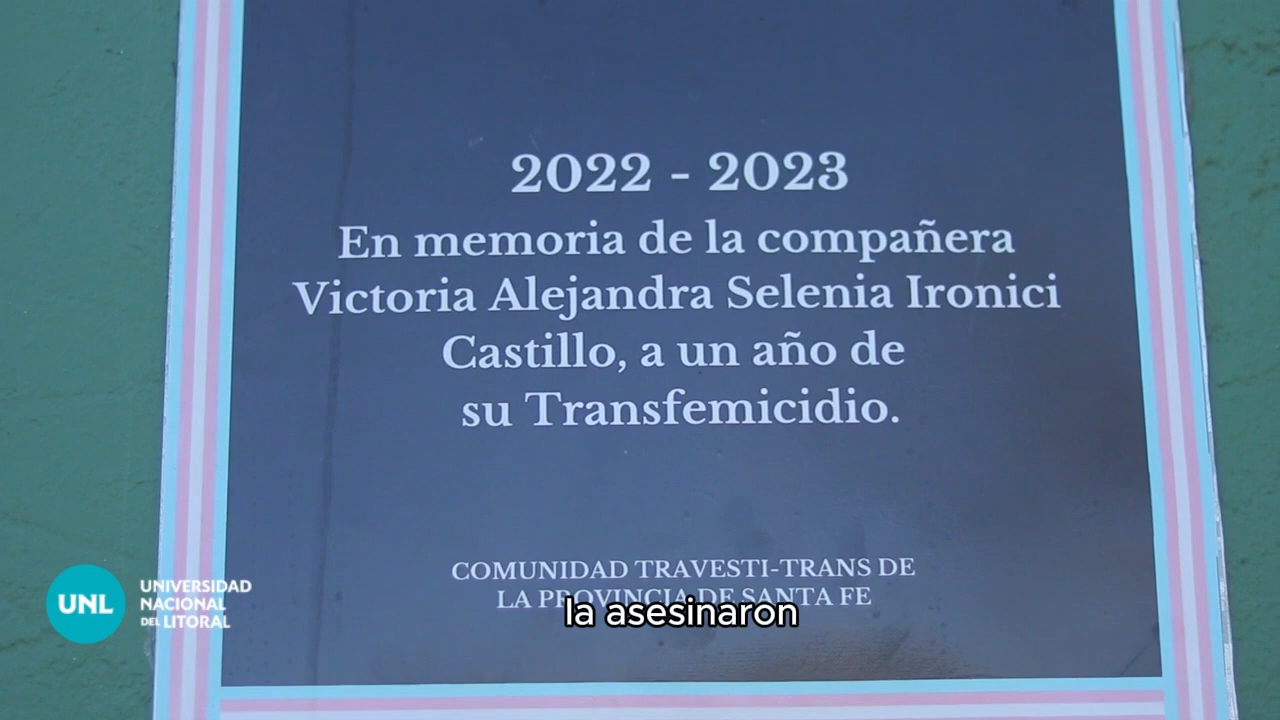 2022 - 2023
En memoria de la compañera
Victoria Alejandra Selenia Ironici
Castillo, a un año de
su Transfemicidio.
COMUNIDAD TRAVESTI-TRANS DE
LA PROVINCIA DE SANTA FE
la asesinaron
UNL
UNIVERSIDAD
NACIONAL
DEL LITORAL